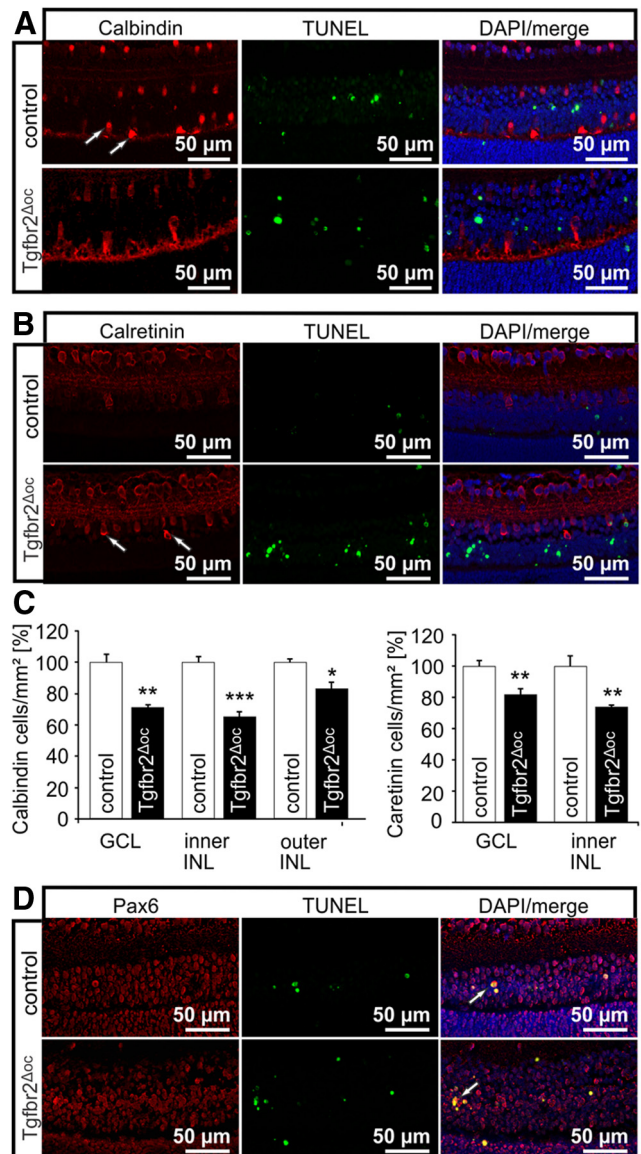 A
Calbindin TUNEL DAPI/merge
control
50 µm 50 µm 50 µm
Tgfbr2Δoc
50 µm 50 µm 50 µm
B
Calretinin TUNEL DAPI/merge
control
50 µm 50 µm 50 µm
Tgfbr2Δoc
50 µm 50 µm 50 µm
C
Calbindin cells/mm² [%]
120
100
80
60
40
20
0
** *** *
control Tgfbr2Δoc control Tgfbr2Δoc control Tgfbr2Δoc
GCL inner INL outer INL
Caretinin cells/mm² [%]
120
100
80
60
40
20
0
** **
control Tgfbr2Δoc control Tgfbr2Δoc
GCL inner INL
D
Pax6 TUNEL DAPI/merge
control
50 µm 50 µm 50 µm
Tgfbr2Δoc
50 µm 50 µm 50 µm